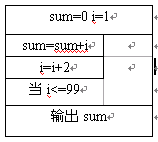 sum=0 i=1
sum=sum+i
i=i+2
当 i<=99
输出 sum